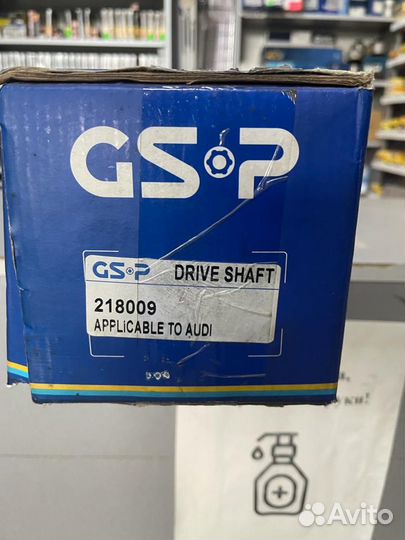 GSP
GSP DRIVE SHAFT
218009
APPLiCABLE TO AUDI
Avito